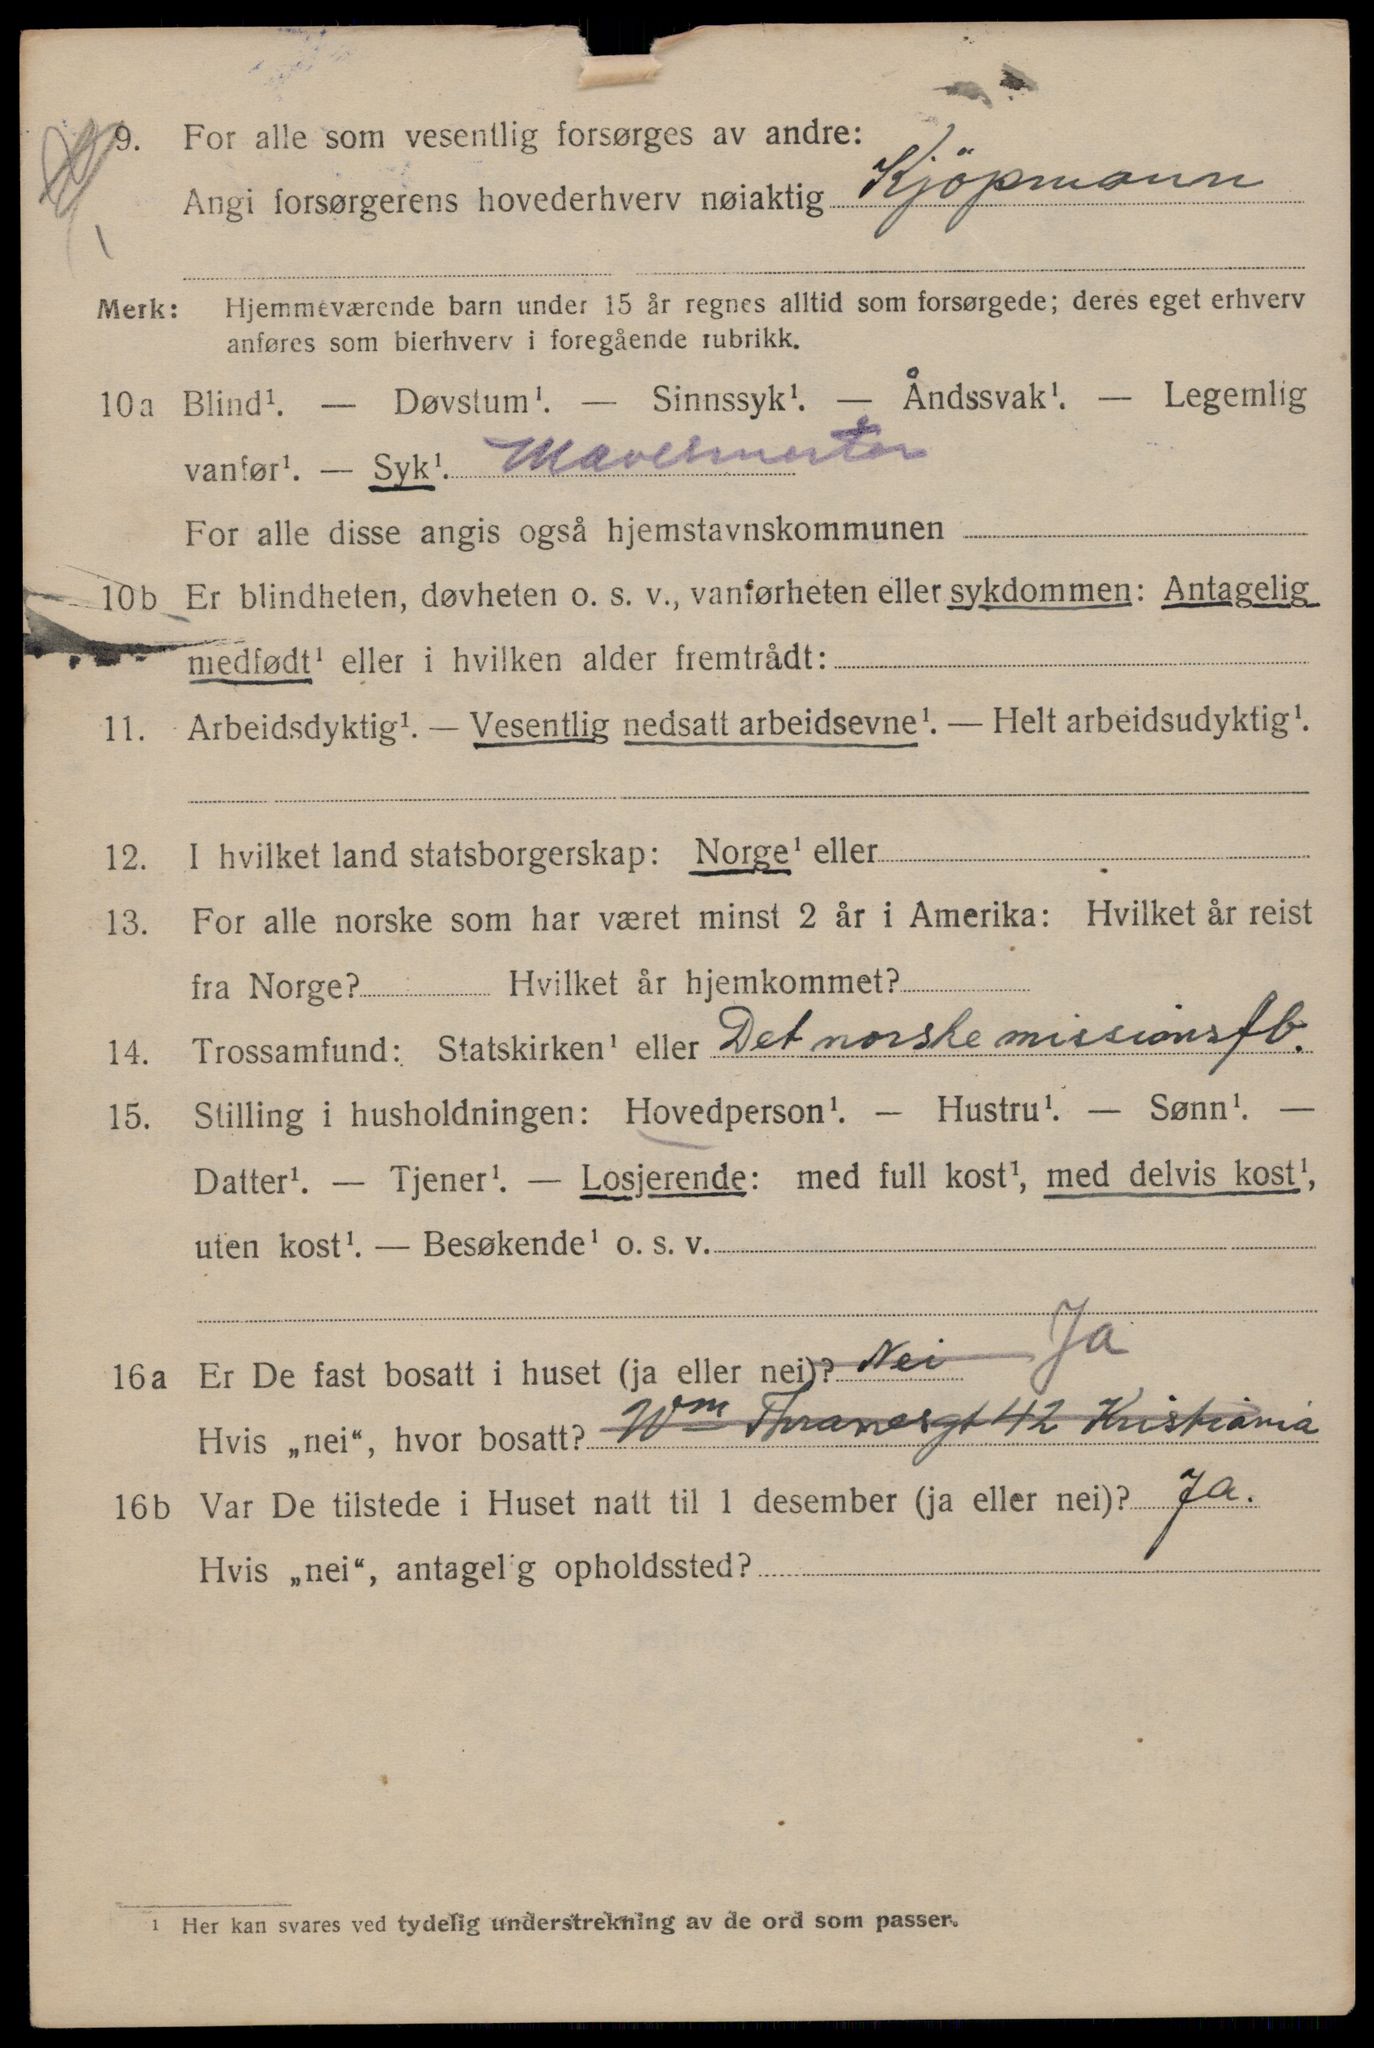 9. For alle som vesentlig forsørges av andre:
Angi forsørgerens hovederhverv nøiaktig Kjöpmann
Merk: Hjemmeværende barn under 15 år regnes alltid som forsørgede; deres eget erhverv
anføres som bierhverv i foregående rubrikk.
10a Blind¹. — Døvstum¹. — Sinnssyk¹. — Åndssvak¹. — Legemlig
vanfør¹. — Syk¹. Mavesmerter
For alle disse angis også hjemstavnskommunen
10b Er blindheten, døvheten o. s. v., vanførheten eller sykdommen: Antagelig
medfødt¹ eller i hvilken alder fremtrådt:
11. Arbeidsdyktig¹. — Vesentlig nedsatt arbeidsevne¹. — Helt arbeidsudyktig¹.
12. I hvilket land statsborgerskap: Norge¹ eller
13. For alle norske som har været minst 2 år i Amerika: Hvilket år reist
fra Norge? Hvilket år hjemkommet?
14. Trossamfund: Statskirken¹ eller Det norske missionsfb.
15. Stilling i husholdningen: Hovedperson¹. — Hustru¹. — Sønn¹. —
Datter¹. — Tjener¹. — Losjerende: med full kost¹, med delvis kost¹,
uten kost¹. — Besøkende¹ o. s. v.
16a Er De fast bosatt i huset (ja eller nei)? Nei Ja
Hvis „nei“, hvor bosatt? Wm Thranesgt 42 Kristiania
16b Var De tilstede i Huset natt til 1 desember (ja eller nei)? Ja.
Hvis „nei“, antagelig opholdssted?
¹ Her kan svares ved tydelig understrekning av de ord som passer.